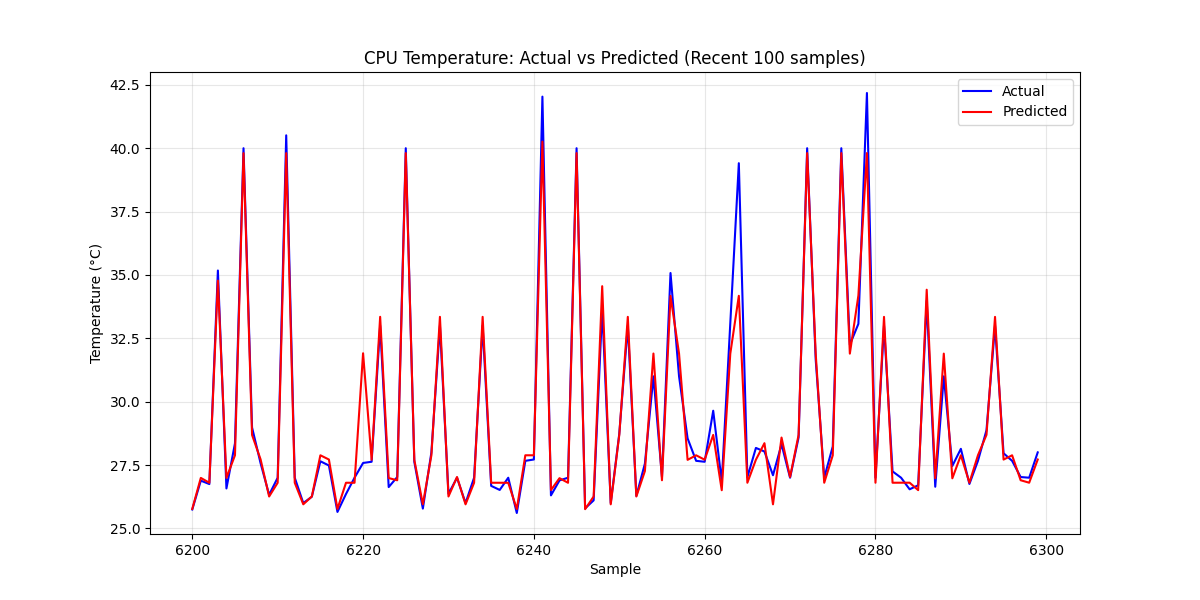 CPU Temperature: Actual vs Predicted (Recent 100 samples)
42.5
40.0
37.5
35.0
32.5
30.0
27.5
25.0
Temperature (°C)
Actual
Predicted
6200
6220
6240
6260
6280
6300
Sample